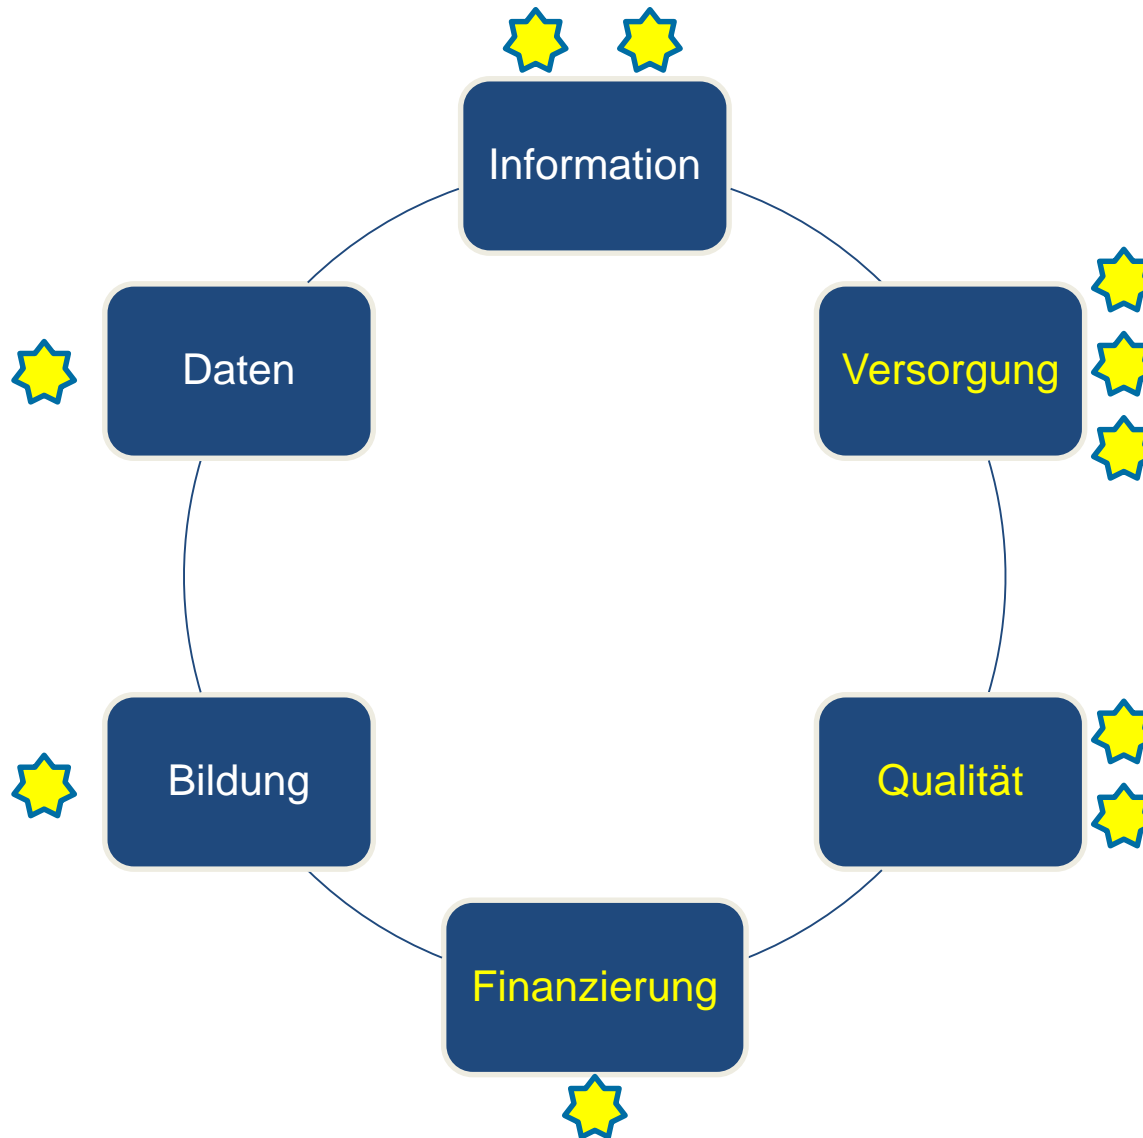 Information
Versorgung
Qualität
Finanzierung
Bildung
Daten